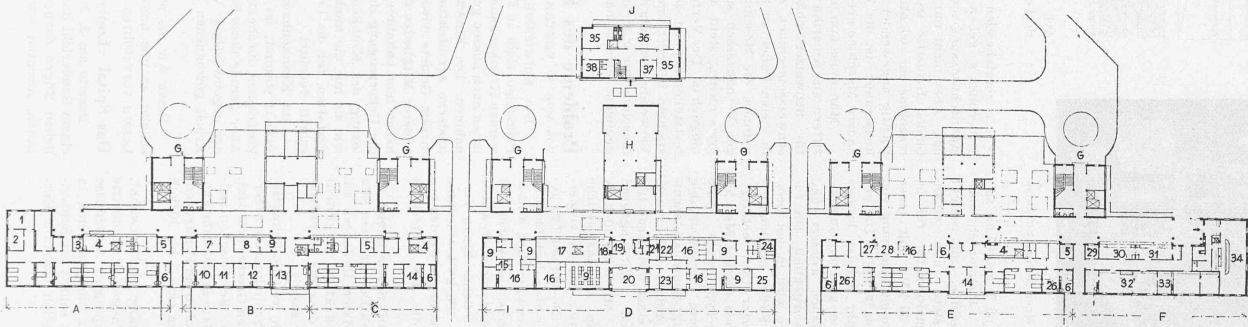 J
35 36
38 37 35
H
G G G G G G
1
2 3 4 5 7 8 9 5 4
6 10 11 12 13 14 6
9 9 17 18 19 21 22 16 9 24
15
16 16 9 20 23 16 9 25
27 28 16 6 4 5 29 30 31 34
6 26 14 26 6 32 33
A B C D E F